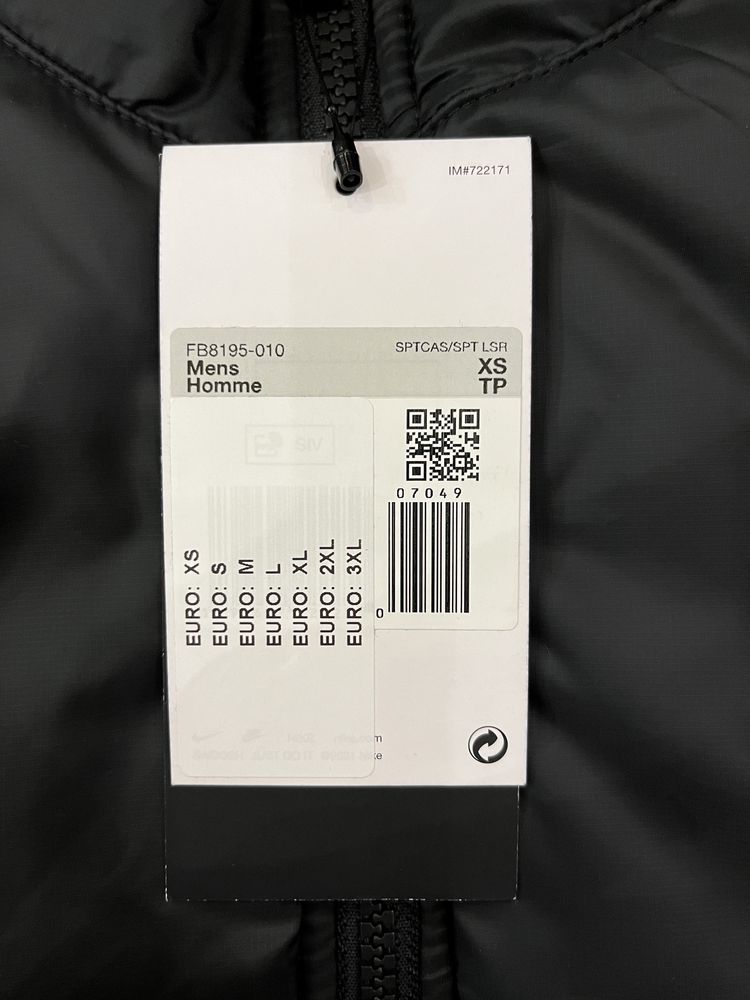 IM#722171
FB8195-010
SPTCAS/SPT LSR
Mens
XS
Homme
TP
07049
0
EURO: XS
EURO: S
EURO: M
EURO: L
EURO: XL
EURO: 2XL
EURO: 3XL